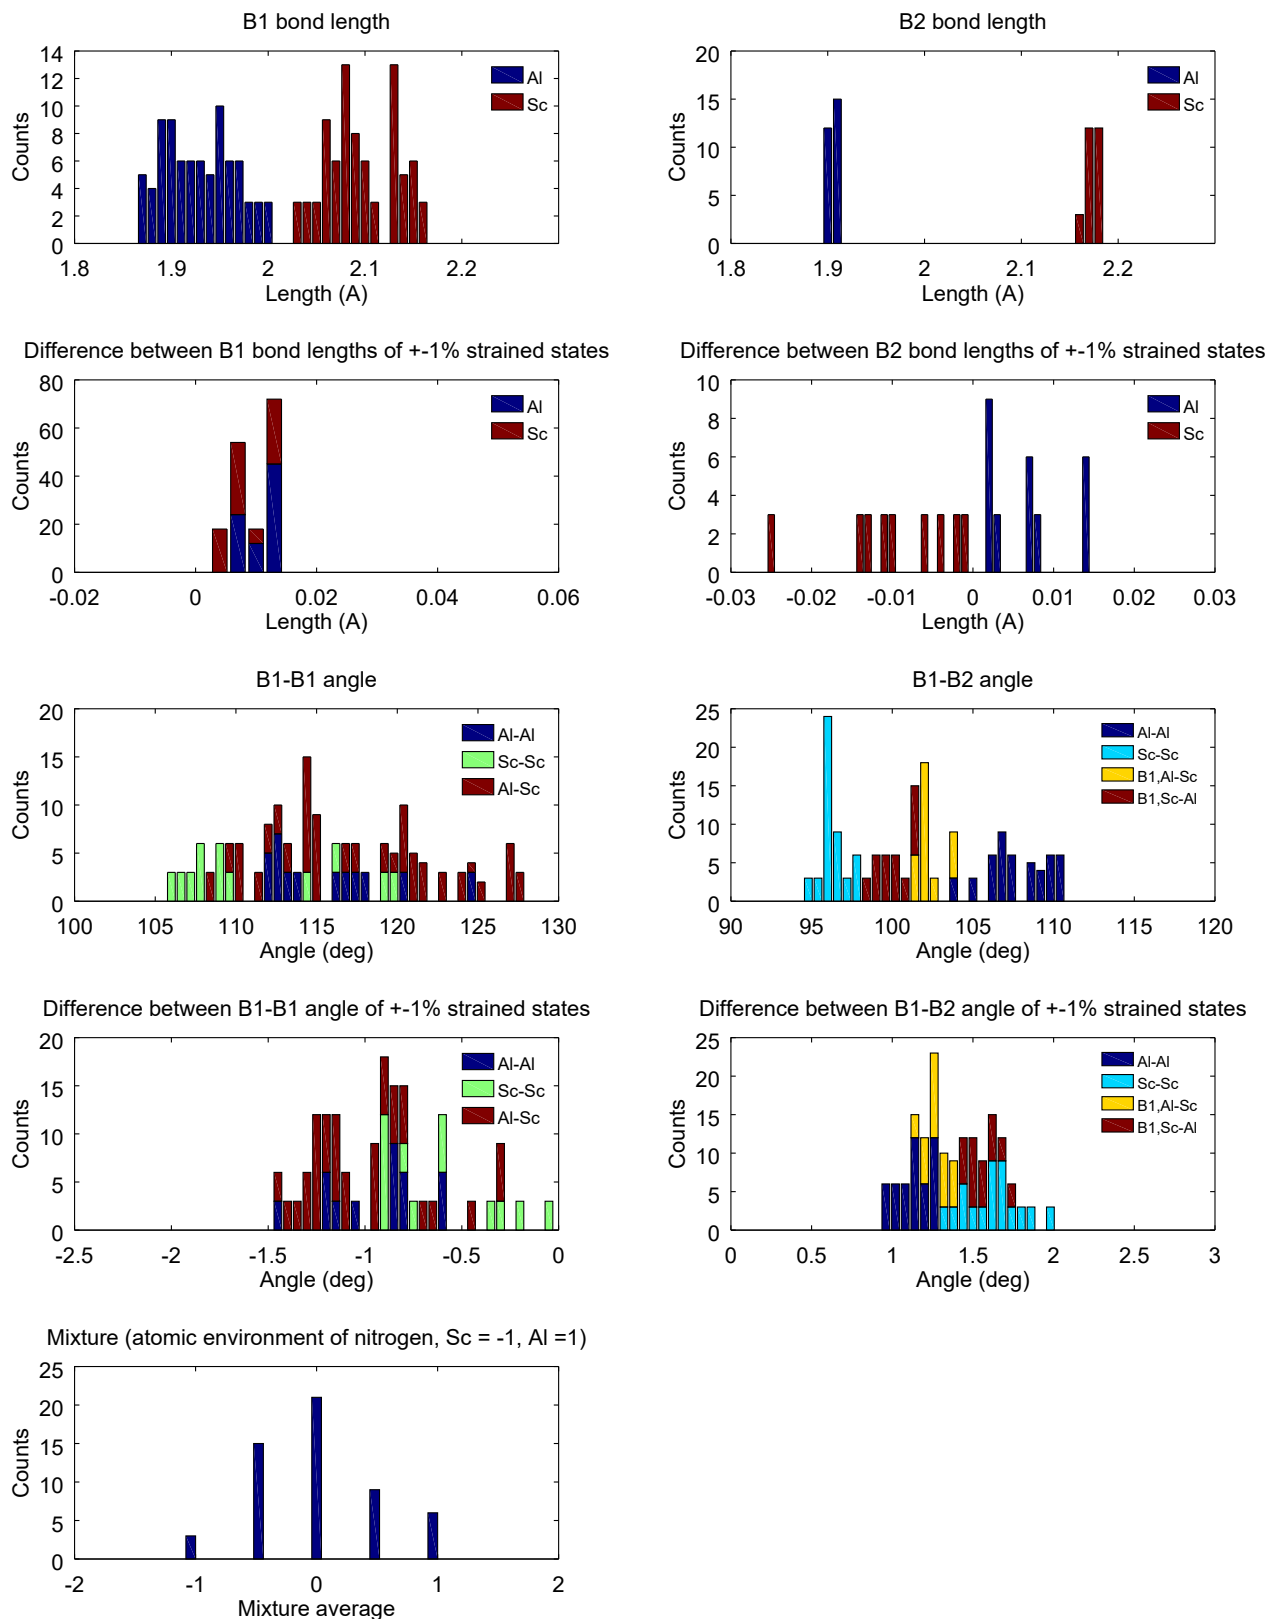 B1 bond length
14
12
10
8
6
4
2
0
Counts
Al
Sc
1.8 1.9 2 2.1 2.2
Length (A)
B2 bond length
20
15
10
5
0
Counts
Al
Sc
1.8 1.9 2 2.1 2.2
Length (A)
Difference between B1 bond lengths of +-1% strained states
80
60
40
20
0
Counts
Al
Sc
-0.02 0 0.02 0.04 0.06
Length (A)
Difference between B2 bond lengths of +-1% strained states
10
8
6
4
2
0
Counts
Al
Sc
-0.03 -0.02 -0.01 0 0.01 0.02 0.03
Length (A)
B1-B1 angle
20
15
10
5
0
Counts
Al-Al
Sc-Sc
Al-Sc
100 105 110 115 120 125 130
Angle (deg)
B1-B2 angle
25
20
15
10
5
0
Counts
Al-Al
Sc-Sc
B1,Al-Sc
B1,Sc-Al
90 95 100 105 110 115 120
Angle (deg)
Difference between B1-B1 angle of +-1% strained states
20
15
10
5
0
Counts
Al-Al
Sc-Sc
Al-Sc
-2.5 -2 -1.5 -1 -0.5 0
Angle (deg)
Difference between B1-B2 angle of +-1% strained states
25
20
15
10
5
0
Counts
Al-Al
Sc-Sc
B1,Al-Sc
B1,Sc-Al
0 0.5 1 1.5 2 2.5 3
Angle (deg)
Mixture (atomic environment of nitrogen, Sc = -1, Al =1)
25
20
15
10
5
0
Counts
-2 -1 0 1 2
Mixture average